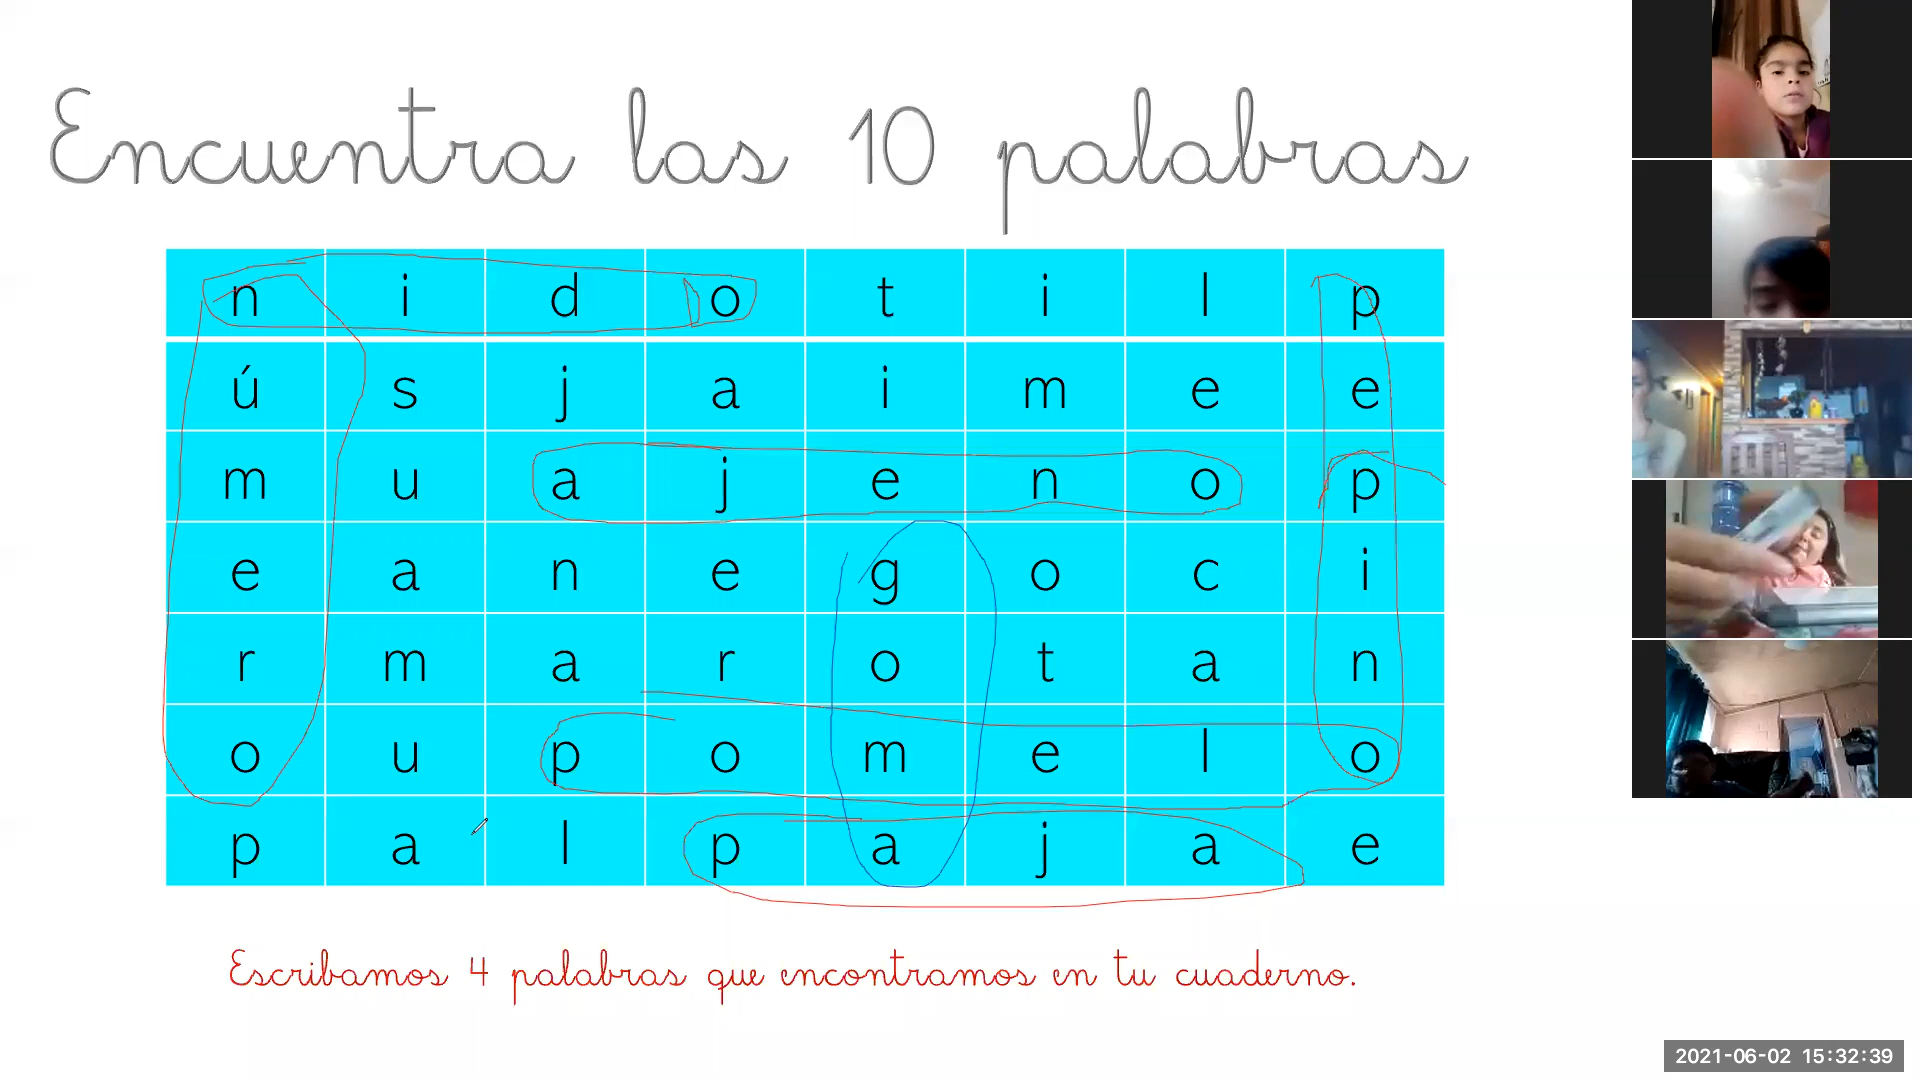 Encuentra las 10 palabras
n i d o t i l p
ú s j a i m e e
m u a j e n o p
e a n e g o c i
r m a r o t a n
o u p o m e l o
p a l p a j a e
Escribamos 4 palabras que encontramos en tu cuaderno.
2021-06-02 15:32:39